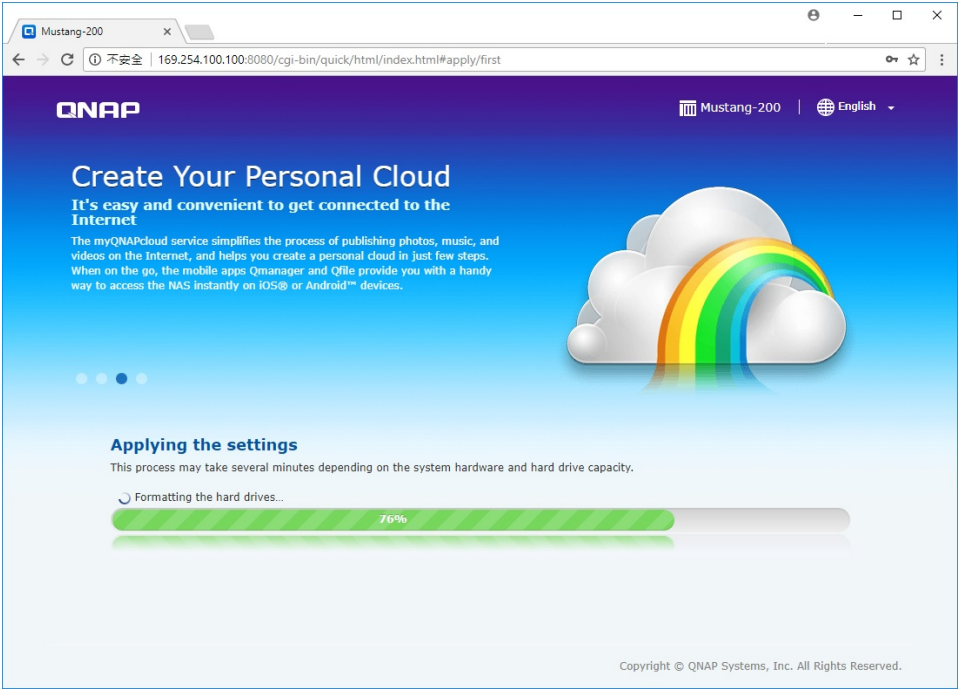 Mustang-200
不安全 169.254.100.100:8080/cgi-bin/quick/html/index.html#apply/first
QNAP
Mustang-200
English
Create Your Personal Cloud
It's easy and convenient to get connected to the
Internet
The myQNAPcloud service simplifies the process of publishing photos, music, and
videos on the Internet, and helps you create a personal cloud in just few steps.
When on the go, the mobile apps Qmanager and Qfile provide you with a handy
way to access the NAS instantly on iOS® or Android™ devices.
Applying the settings
This process may take several minutes depending on the system hardware and hard drive capacity.
Formatting the hard drives...
76%
Copyright © QNAP Systems, Inc. All Rights Reserved.